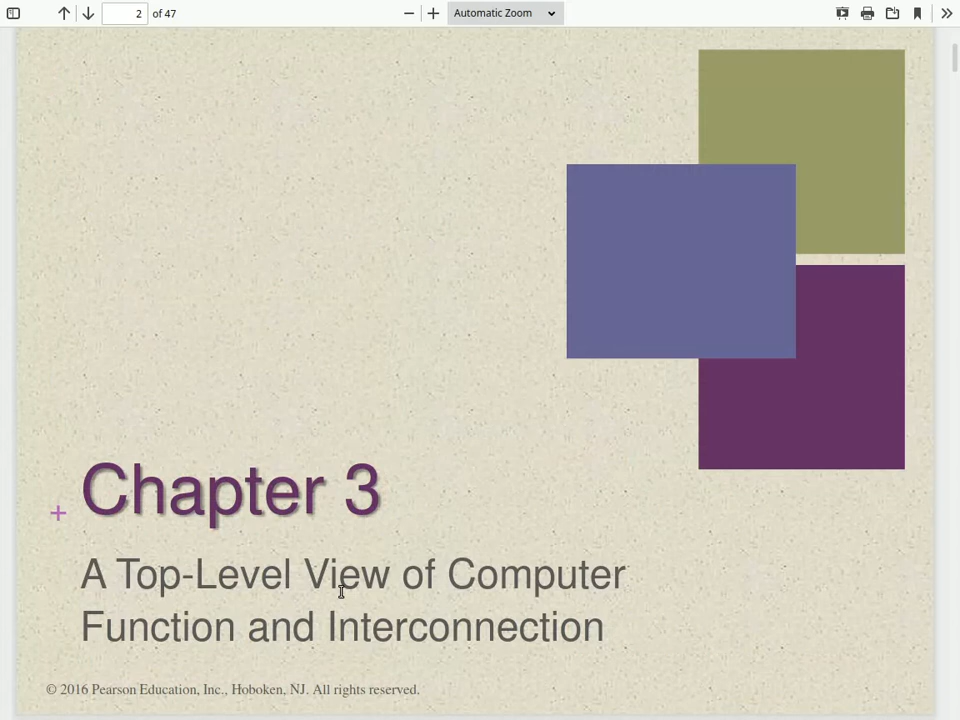 2 of 47 Automatic Zoom
Chapter 3
+
A Top-Level View of Computer
Function and Interconnection
© 2016 Pearson Education, Inc., Hoboken, NJ. All rights reserved.